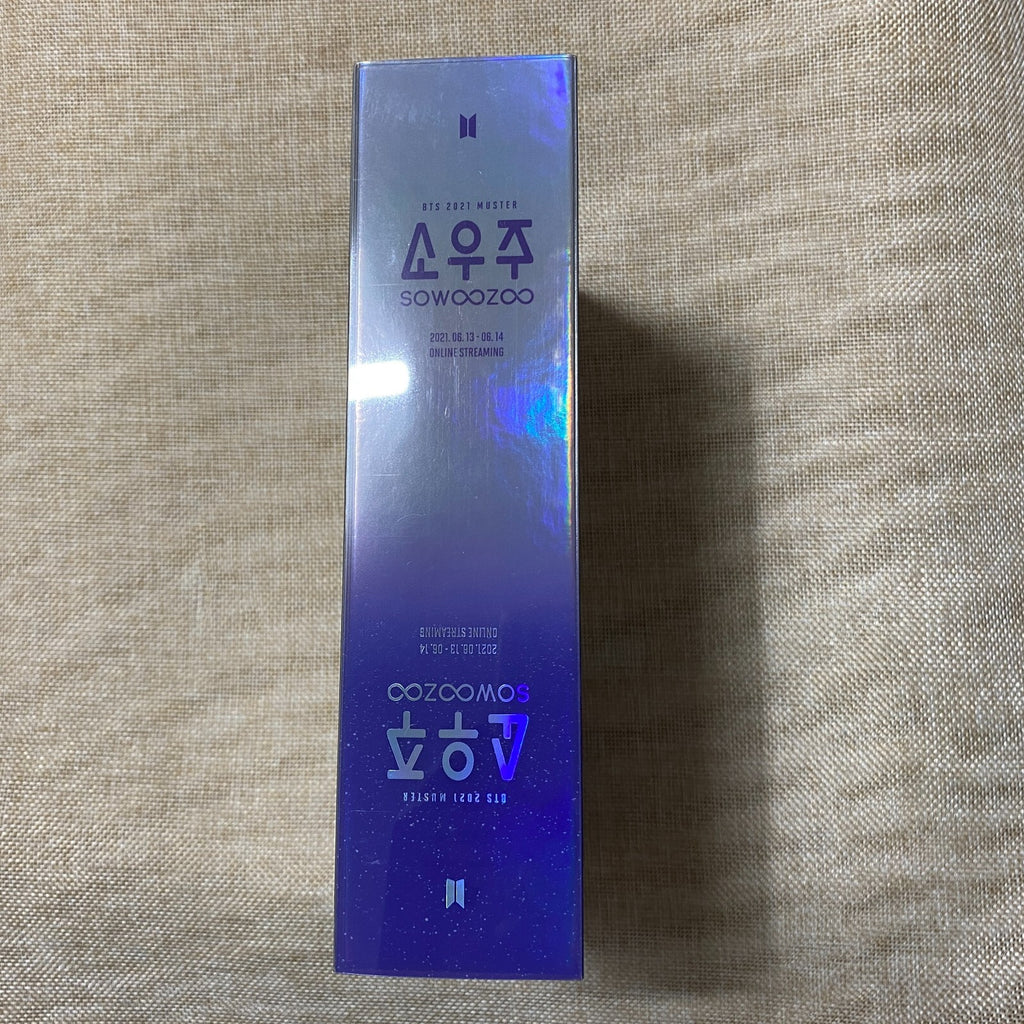 BTS 2021 MUSTER
소우주
SOWOOZOO
2021. 06. 13 - 06. 14
ONLINE STREAMING
BTS 2021 MUSTER
소우주
SOWOOZOO
2021. 06. 13 - 06. 14
ONLINE STREAMING